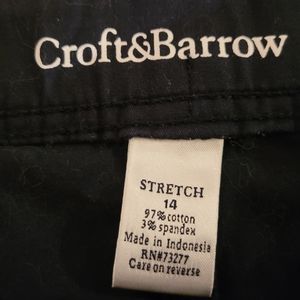 Croft&Barrow
STRETCH
14
97% cotton
3% spandex
Made in Indonesia
RN#73277
Care on reverse